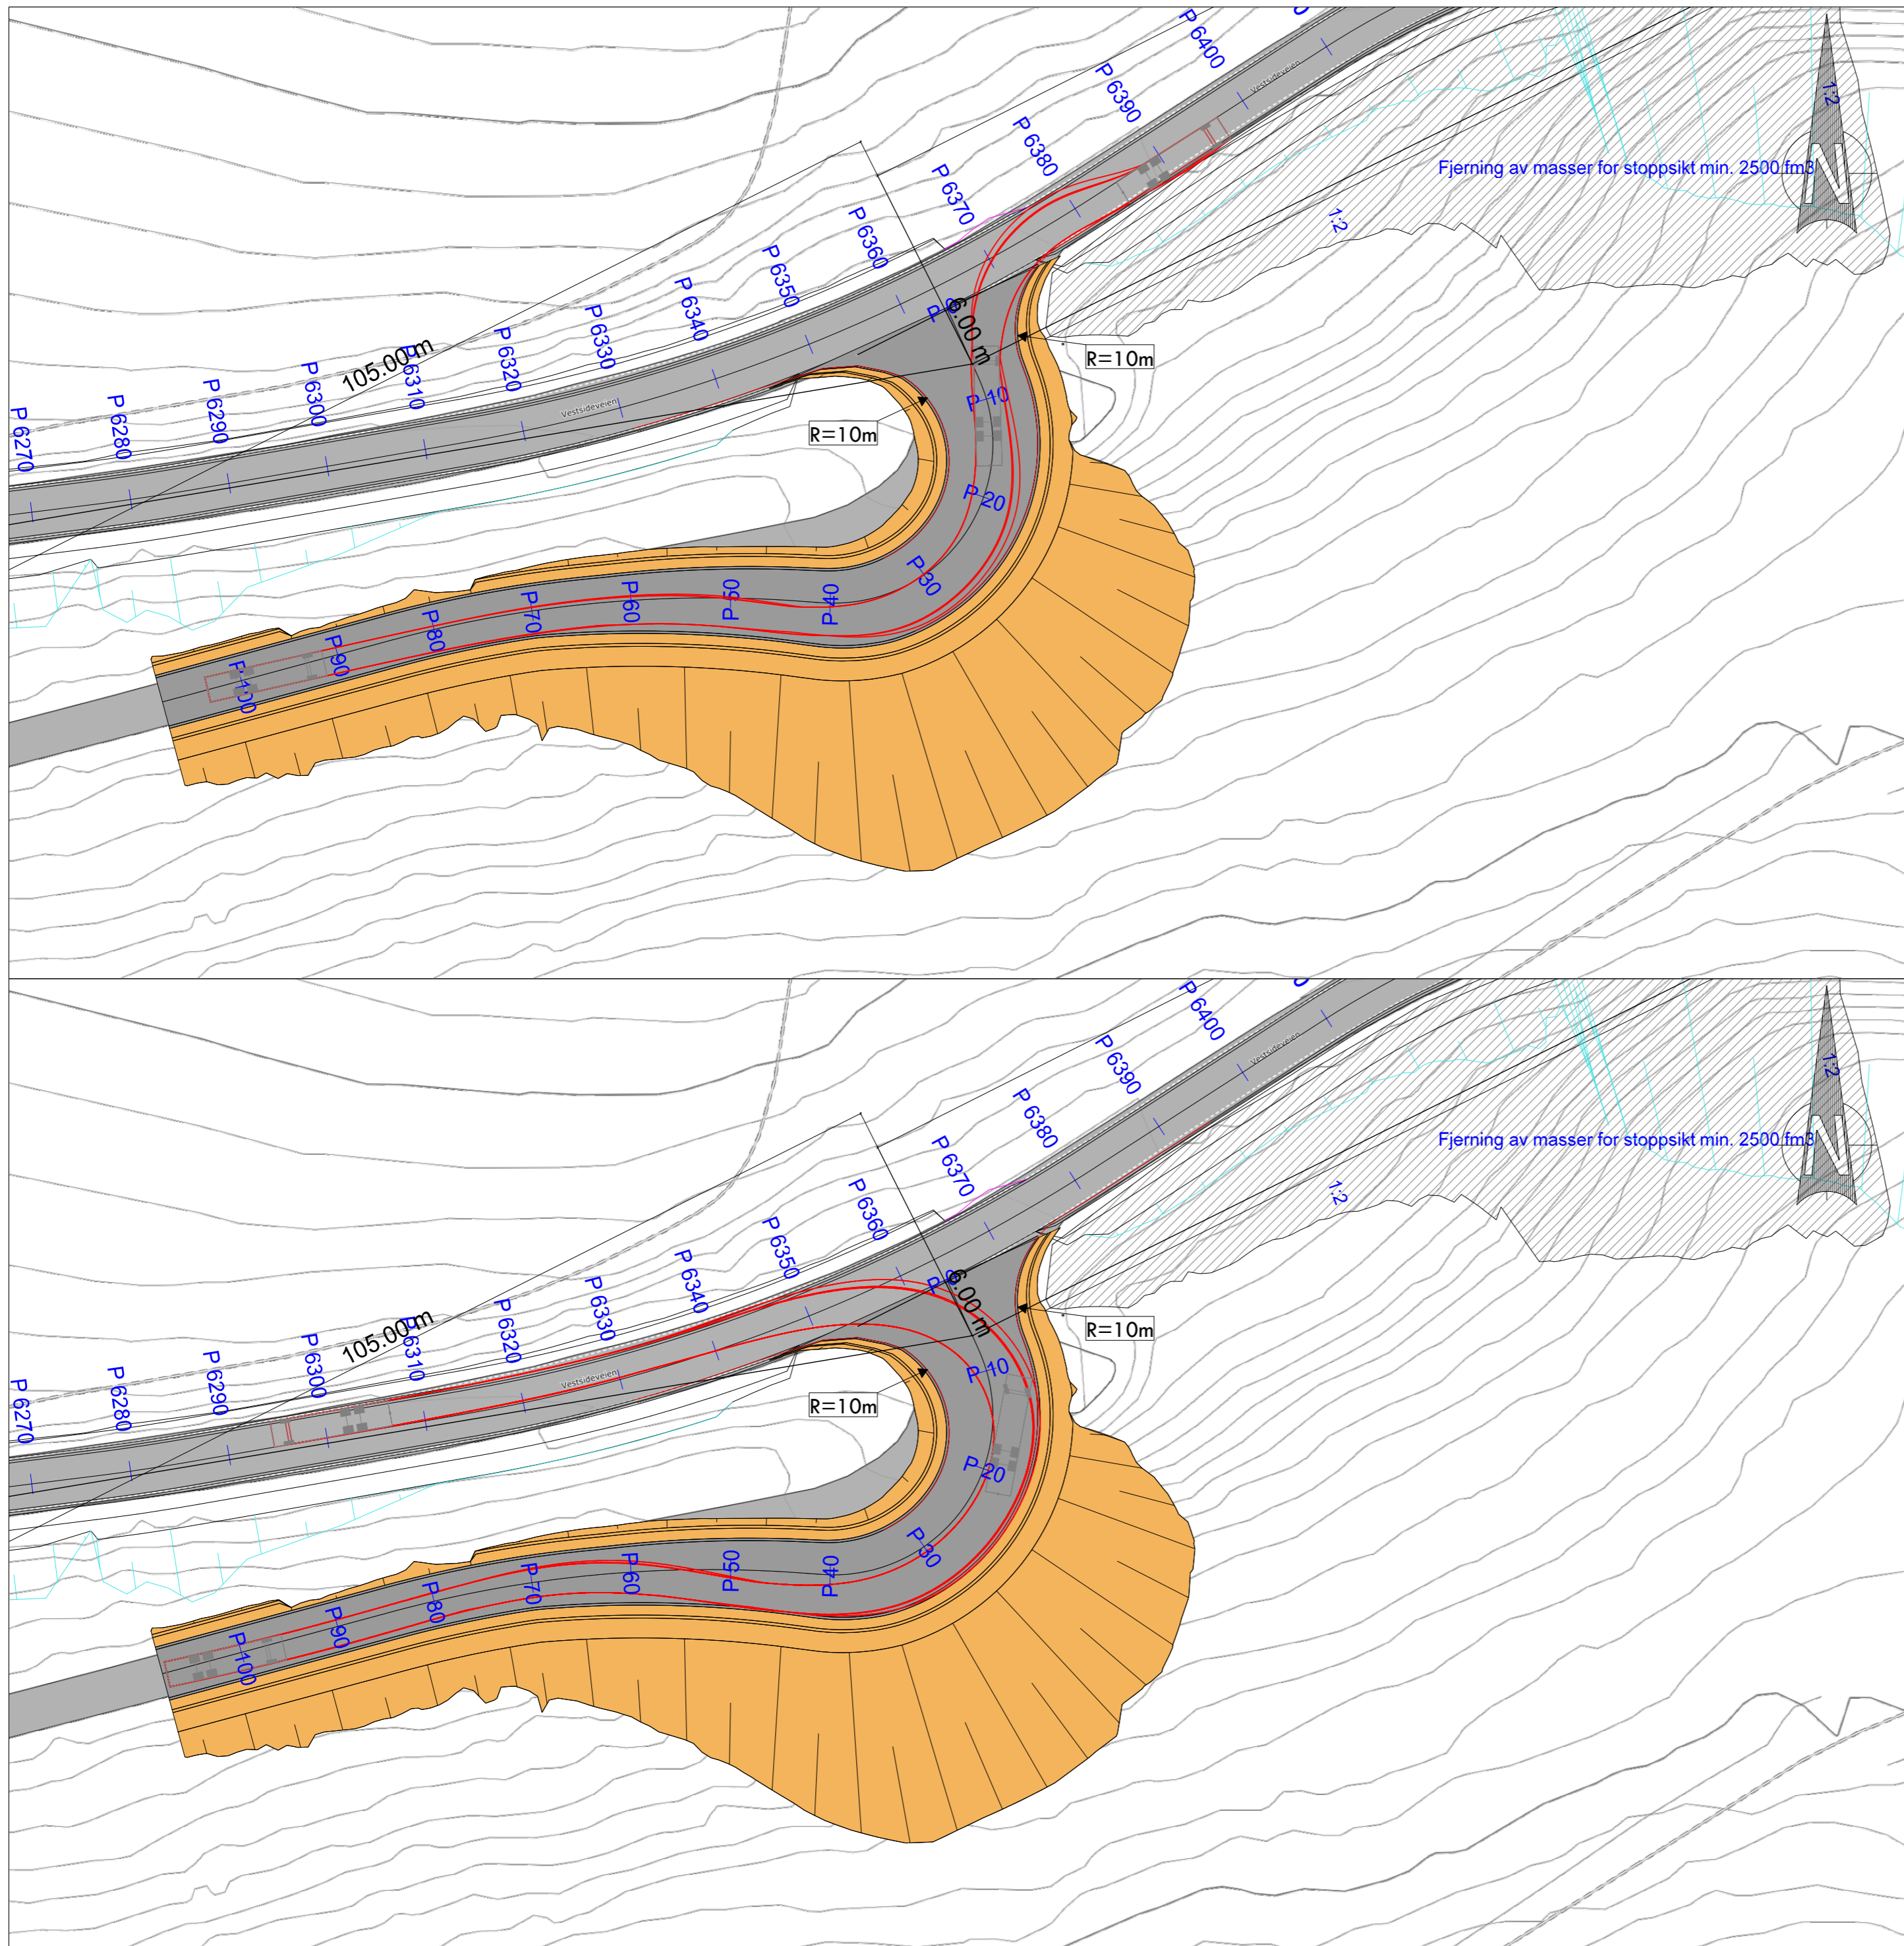 P 6400
Vestsideveien
P 6390
1:2
P 6380
Fjerning av masser for stoppsikt min. 2500 fm3
N
P 6370
1:2
P 6360
P 6350
P 6340
P 0
6.00 m
P 6330
P 6320
R=10m
105.00 m
P 6310
P 6300
P 6290
P 10
Vestsideveien
P 6280
P 6270
R=10m
P 20
P 30
P 40
P 50
P 60
P 70
P 80
P 90
P 100
P 6400
Vestsideveien
P 6390
1:2
P 6380
Fjerning av masser for stoppsikt min. 2500 fm3
N
P 6370
1:2
P 6360
P 6350
P 6340
P 0
6.00 m
P 6330
P 6320
R=10m
105.00 m
P 6310
P 6300
P 6290
P 10
Vestsideveien
P 6280
P 6270
R=10m
P 20
P 30
P 40
P 50
P 60
P 70
P 80
P 90
P 100